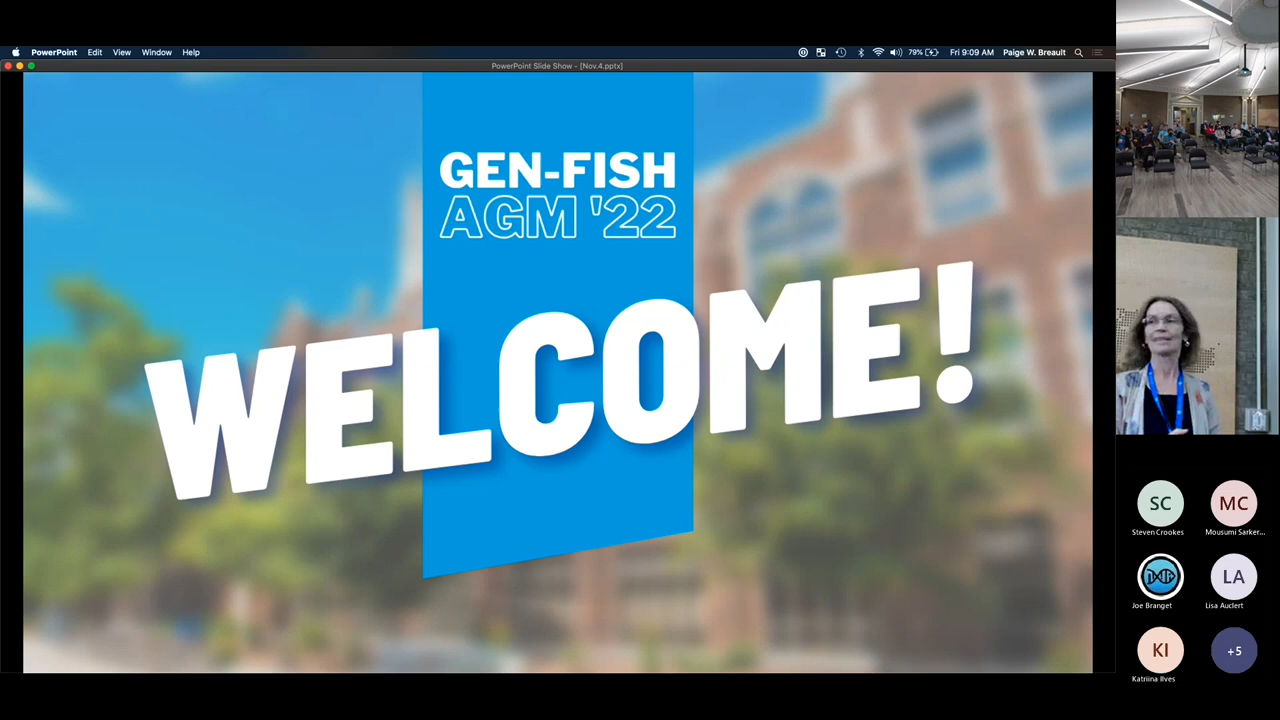 PowerPoint Edit View Window Help
79% Fri 9:09 AM Paige W. Breault
PowerPoint Slide Show - [Nov.4.pptx]
GEN-FISH
AGM '22
WELCOME!
SC
MC
Steven Crookes
Mousumi Sarker...
Joe Branget
LA
Lisa Auclert
KI
+5
Katriina Ilves